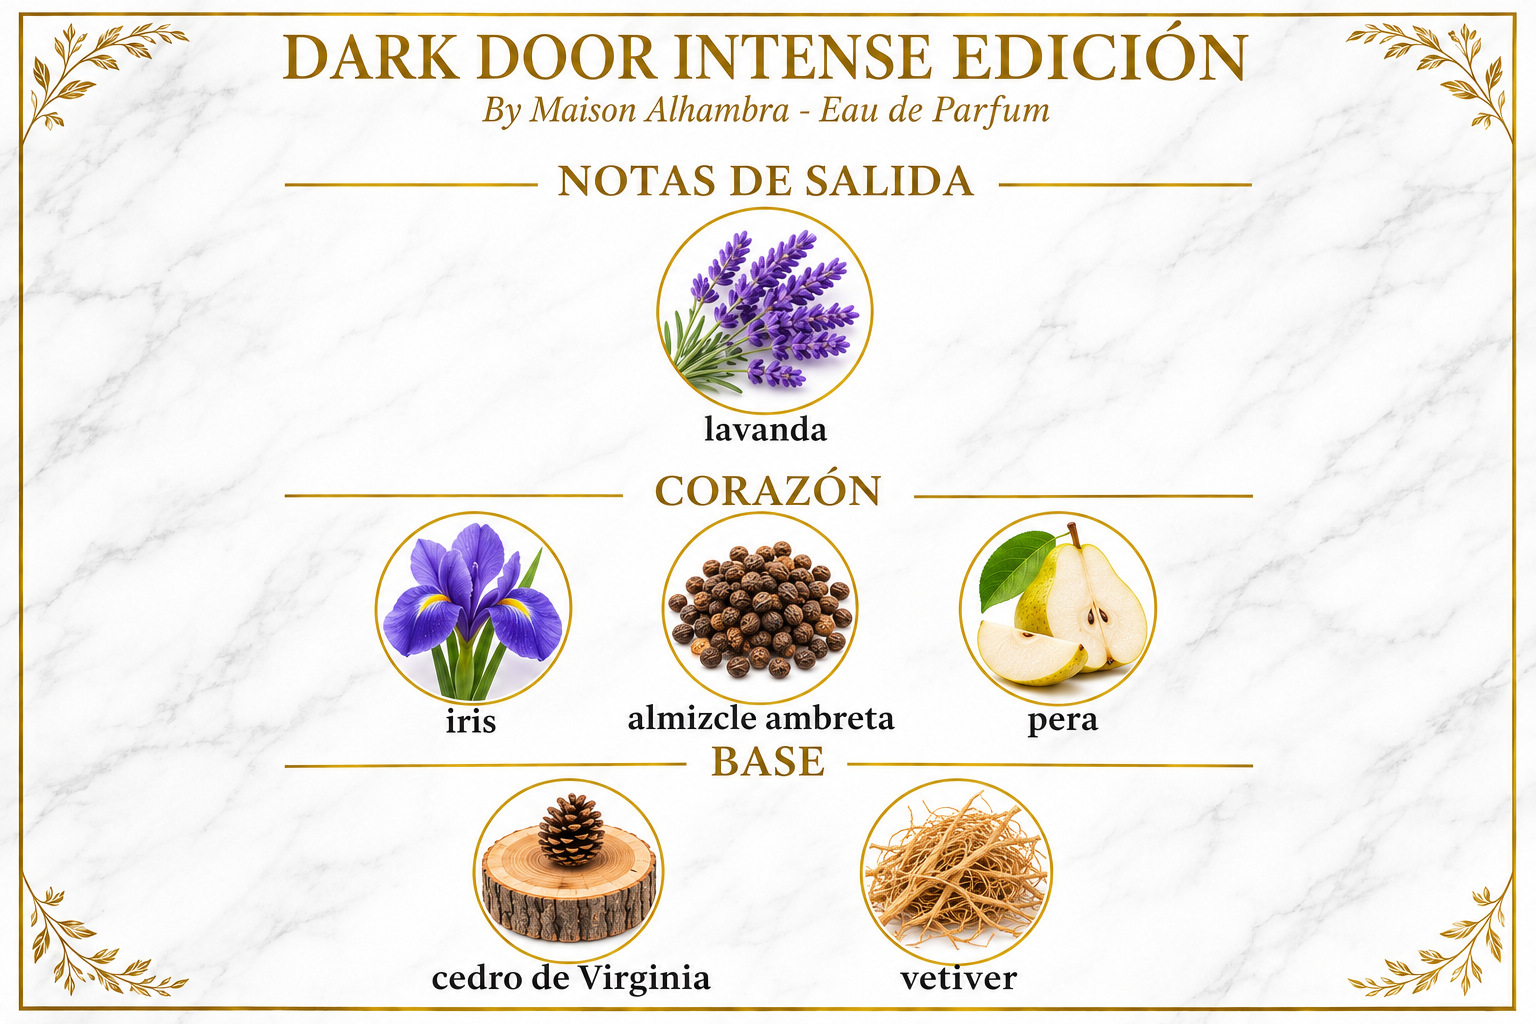 DARK DOOR INTENSE EDICIÓN
By Maison Alhambra - Eau de Parfum
NOTAS DE SALIDA
lavanda
CORAZÓN
iris
almizcle ambreta
pera
BASE
cedro de Virginia
vetiver